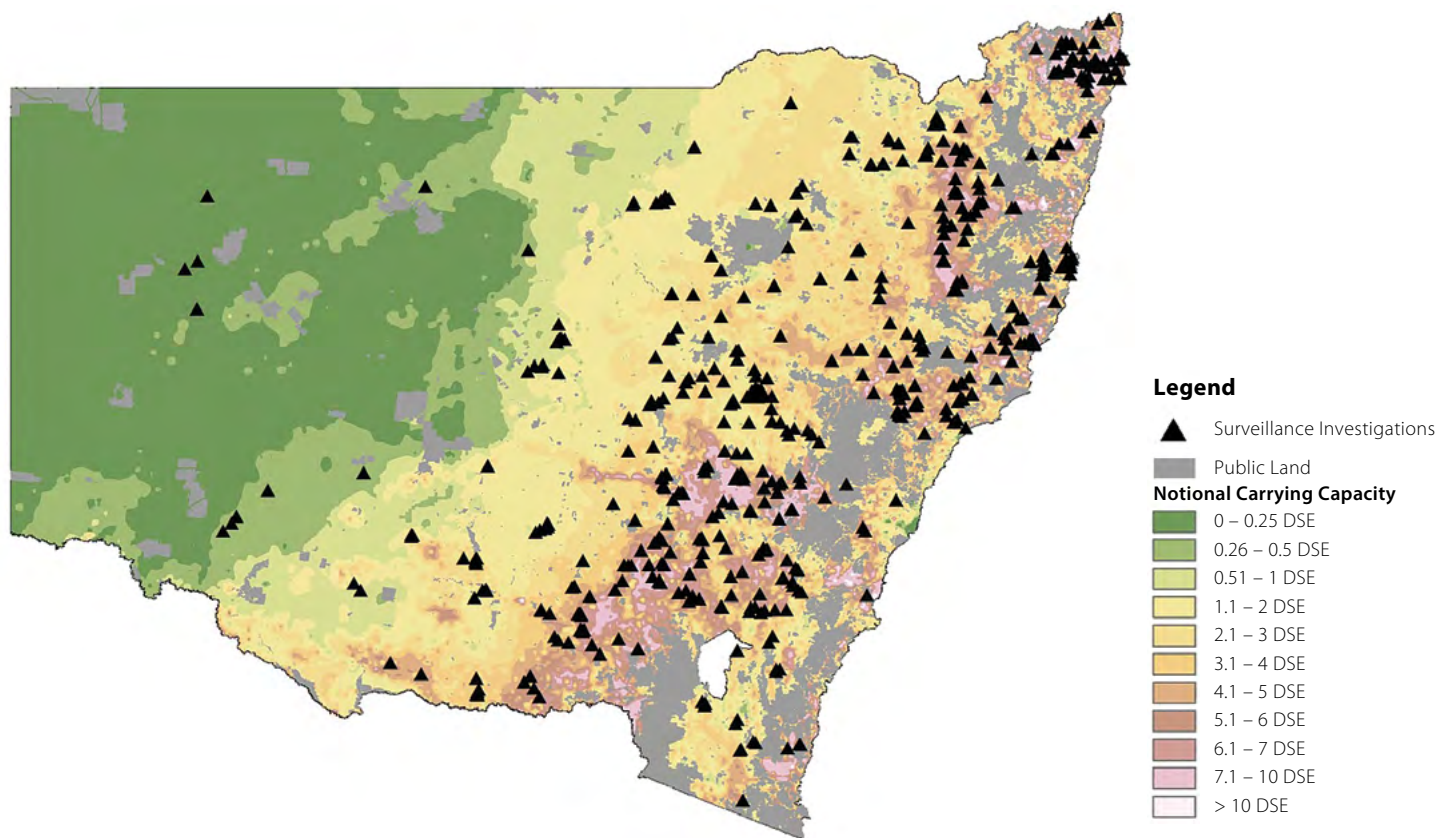 Legend
Surveillance Investigations
Public Land
Notional Carrying Capacity
0 – 0.25 DSE
0.26 – 0.5 DSE
0.51 – 1 DSE
1.1 – 2 DSE
2.1 – 3 DSE
3.1 – 4 DSE
4.1 – 5 DSE
5.1 – 6 DSE
6.1 – 7 DSE
7.1 – 10 DSE
> 10 DSE